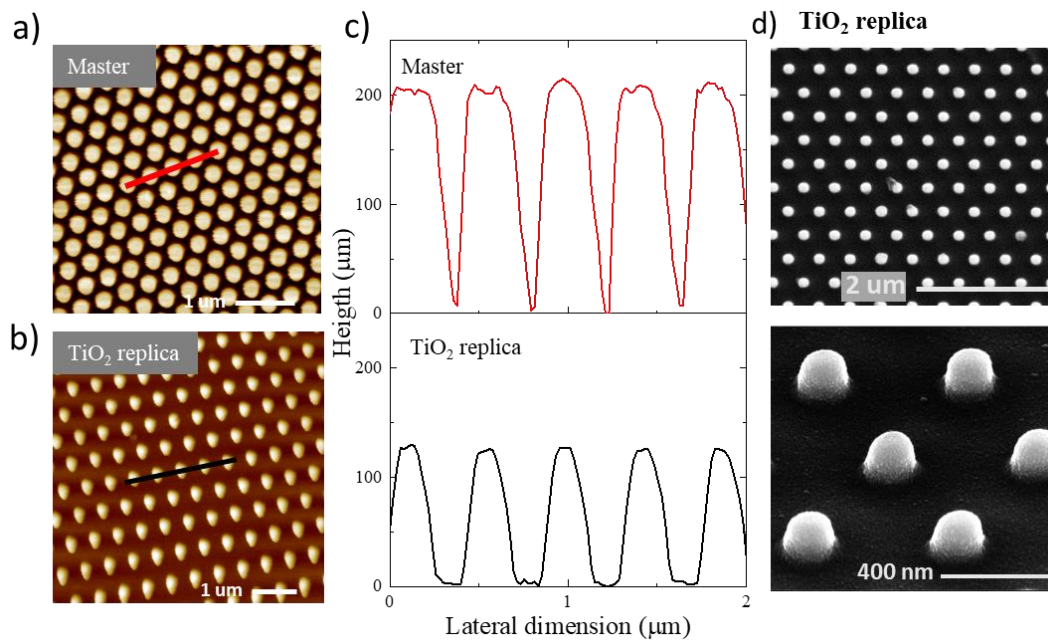 a)
Master
1 um
b)
TiO₂ replica
1 um
c)
Heigth (μm)
Master
200
100
0
TiO₂ replica
200
100
0
0
1
2
Lateral dimension (μm)
d)
TiO₂ replica
2 um
400 nm